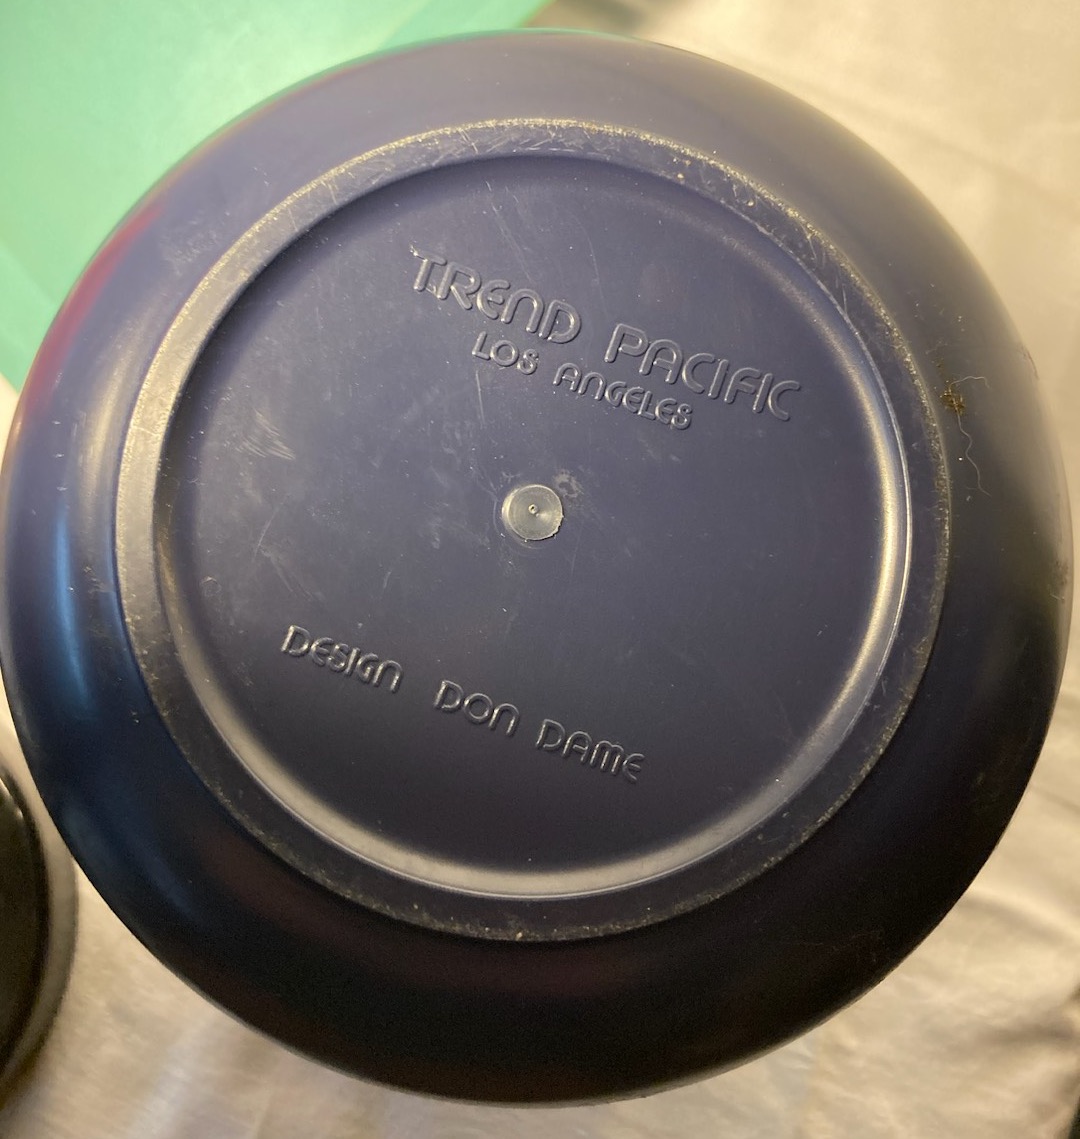 TREND PACIFIC
LOS ANGELES
DESIGN DON DAME